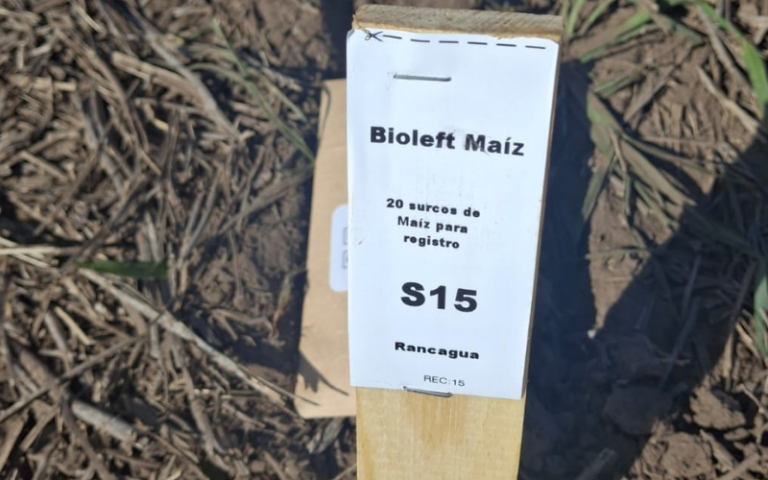 Bioleft Maíz
20 surcos de
Maíz para
registro
S15
Rancagua
REC:15